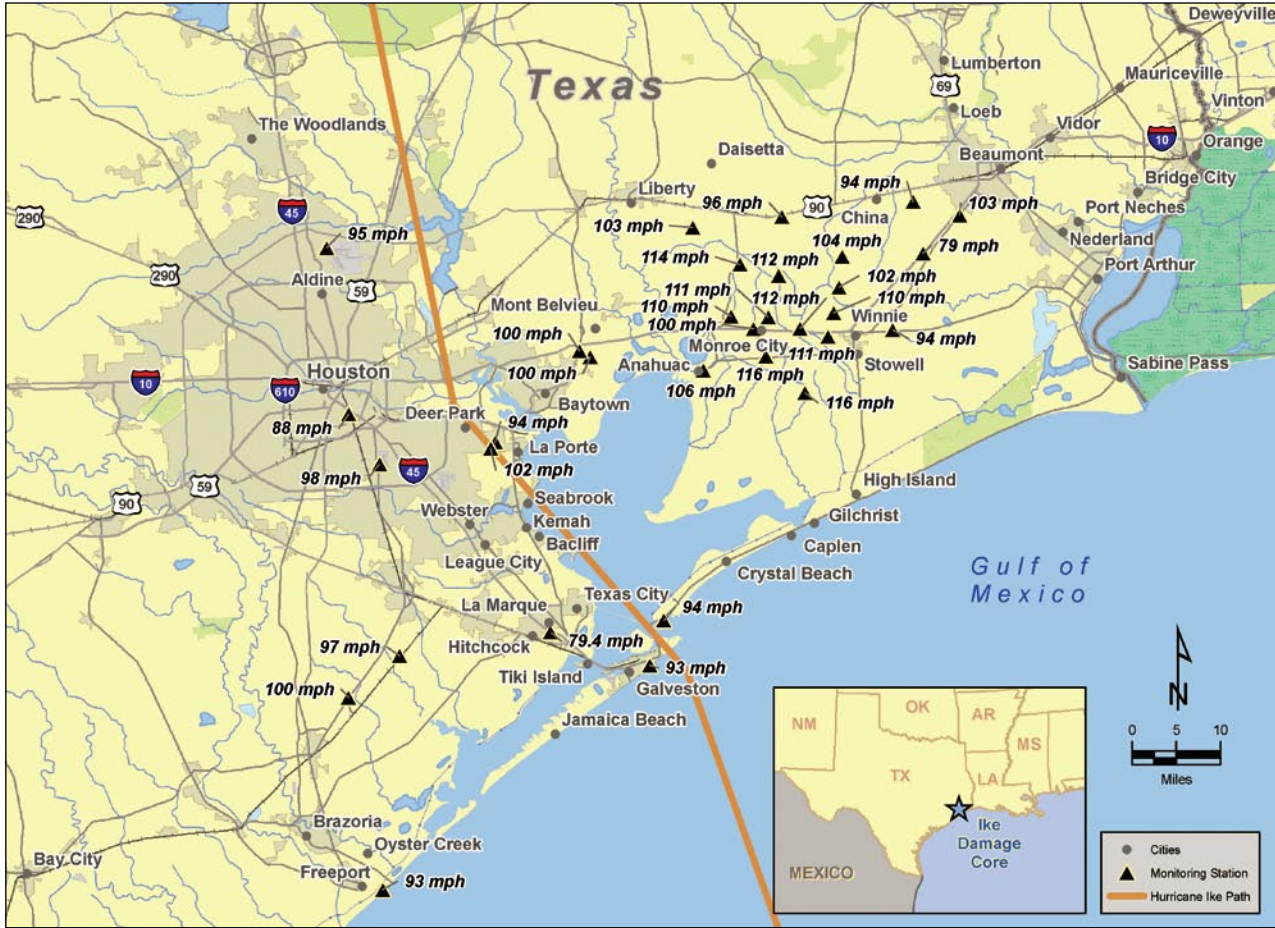 Deweyville
Lumberton
Texas
69
Mauriceville
Vinton
Loeb
The Woodlands
Vidor
10
Orange
Daisetta
Beaumont
Bridge City
Liberty
94 mph
290
45
96 mph
90
China
103 mph
Port Neches
103 mph
Nederland
95 mph
104 mph
79 mph
114 mph
112 mph
Port Arthur
290
Aldine
59
102 mph
111 mph
Mont Belvieu
110 mph
112 mph
110 mph
100 mph
100 mph
Winnie
Monroe City
94 mph
111 mph
Stowell
Houston
100 mph
Anahuac
116 mph
Sabine Pass
10
610
106 mph
Baytown
116 mph
Deer Park
94 mph
88 mph
La Porte
98 mph
45
102 mph
59
High Island
90
Seabrook
Webster
Gilchrist
Kemah
Bacliff
Caplen
League City
Crystal Beach
Gulf of
Mexico
Texas City
La Marque
94 mph
Hitchcock
79.4 mph
97 mph
Tiki Island
93 mph
Galveston
100 mph
N
Jamaica Beach
OK
AR
NM
MS
0 5 10
TX
LA
Miles
Ike
Damage
Core
Brazoria
Oyster Creek
Bay City
Freeport
MEXICO
93 mph
Cities
Monitoring Station
Hurricane Ike Path